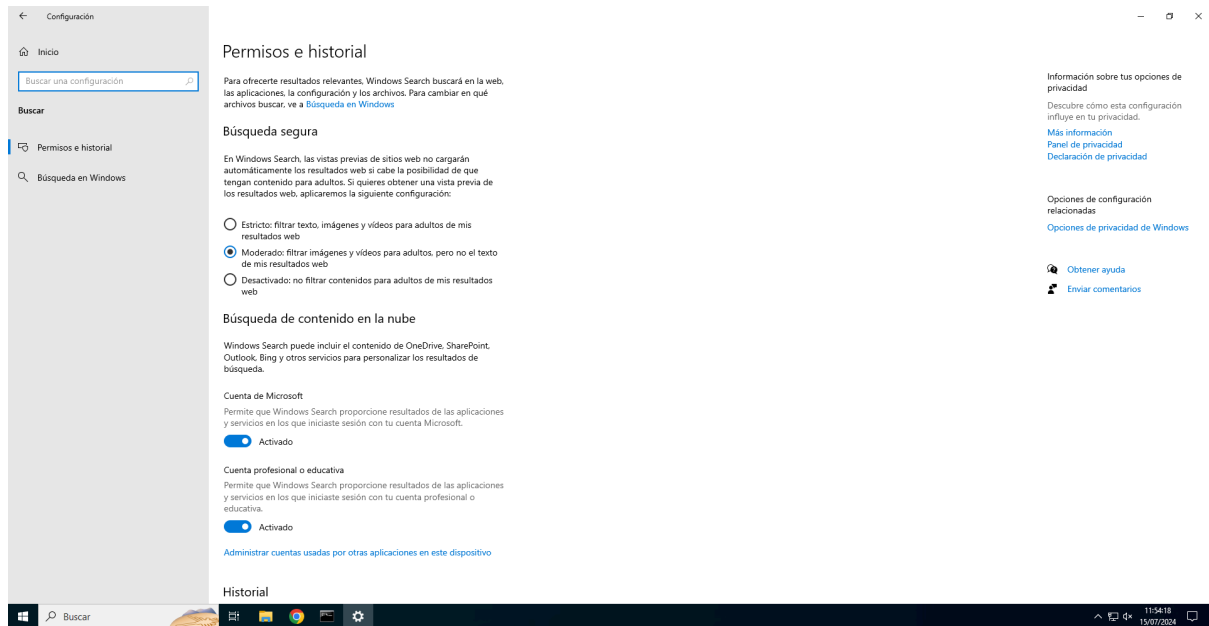 Configuración
Inicio
Buscar una configuración
Buscar
Permisos e historial
Búsqueda en Windows
Permisos e historial
Para ofrecerte resultados relevantes, Windows Search buscará en la web,
las aplicaciones, la configuración y los archivos. Para cambiar en qué
archivos buscar, ve a Búsqueda en Windows
Búsqueda segura
En Windows Search, las vistas previas de sitios web no cargarán
automáticamente los resultados web si cabe la posibilidad de que
tengan contenido para adultos. Si quieres obtener una vista previa de
los resultados web, aplicaremos la siguiente configuración:
Estricto: filtrar texto, imágenes y vídeos para adultos de mis
resultados web
Moderado: filtrar imágenes y vídeos para adultos, pero no el texto
de mis resultados web
Desactivado: no filtrar contenidos para adultos de mis resultados
web
Búsqueda de contenido en la nube
Windows Search puede incluir el contenido de OneDrive, SharePoint,
Outlook, Bing y otros servicios para personalizar los resultados de
búsqueda.
Cuenta de Microsoft
Permite que Windows Search proporcione resultados de las aplicaciones
y servicios en los que iniciaste sesión con tu cuenta Microsoft.
Activado
Cuenta profesional o educativa
Permite que Windows Search proporcione resultados de las aplicaciones
y servicios en los que iniciaste sesión con tu cuenta profesional o
educativa.
Activado
Administrar cuentas usadas por otras aplicaciones en este dispositivo
Historial
Información sobre tus opciones de
privacidad
Descubre cómo esta configuración
influye en tu privacidad.
Más información
Panel de privacidad
Declaración de privacidad
Opciones de configuración
relacionadas
Opciones de privacidad de Windows
Obtener ayuda
Enviar comentarios
Buscar
11:54:18
15/07/2024